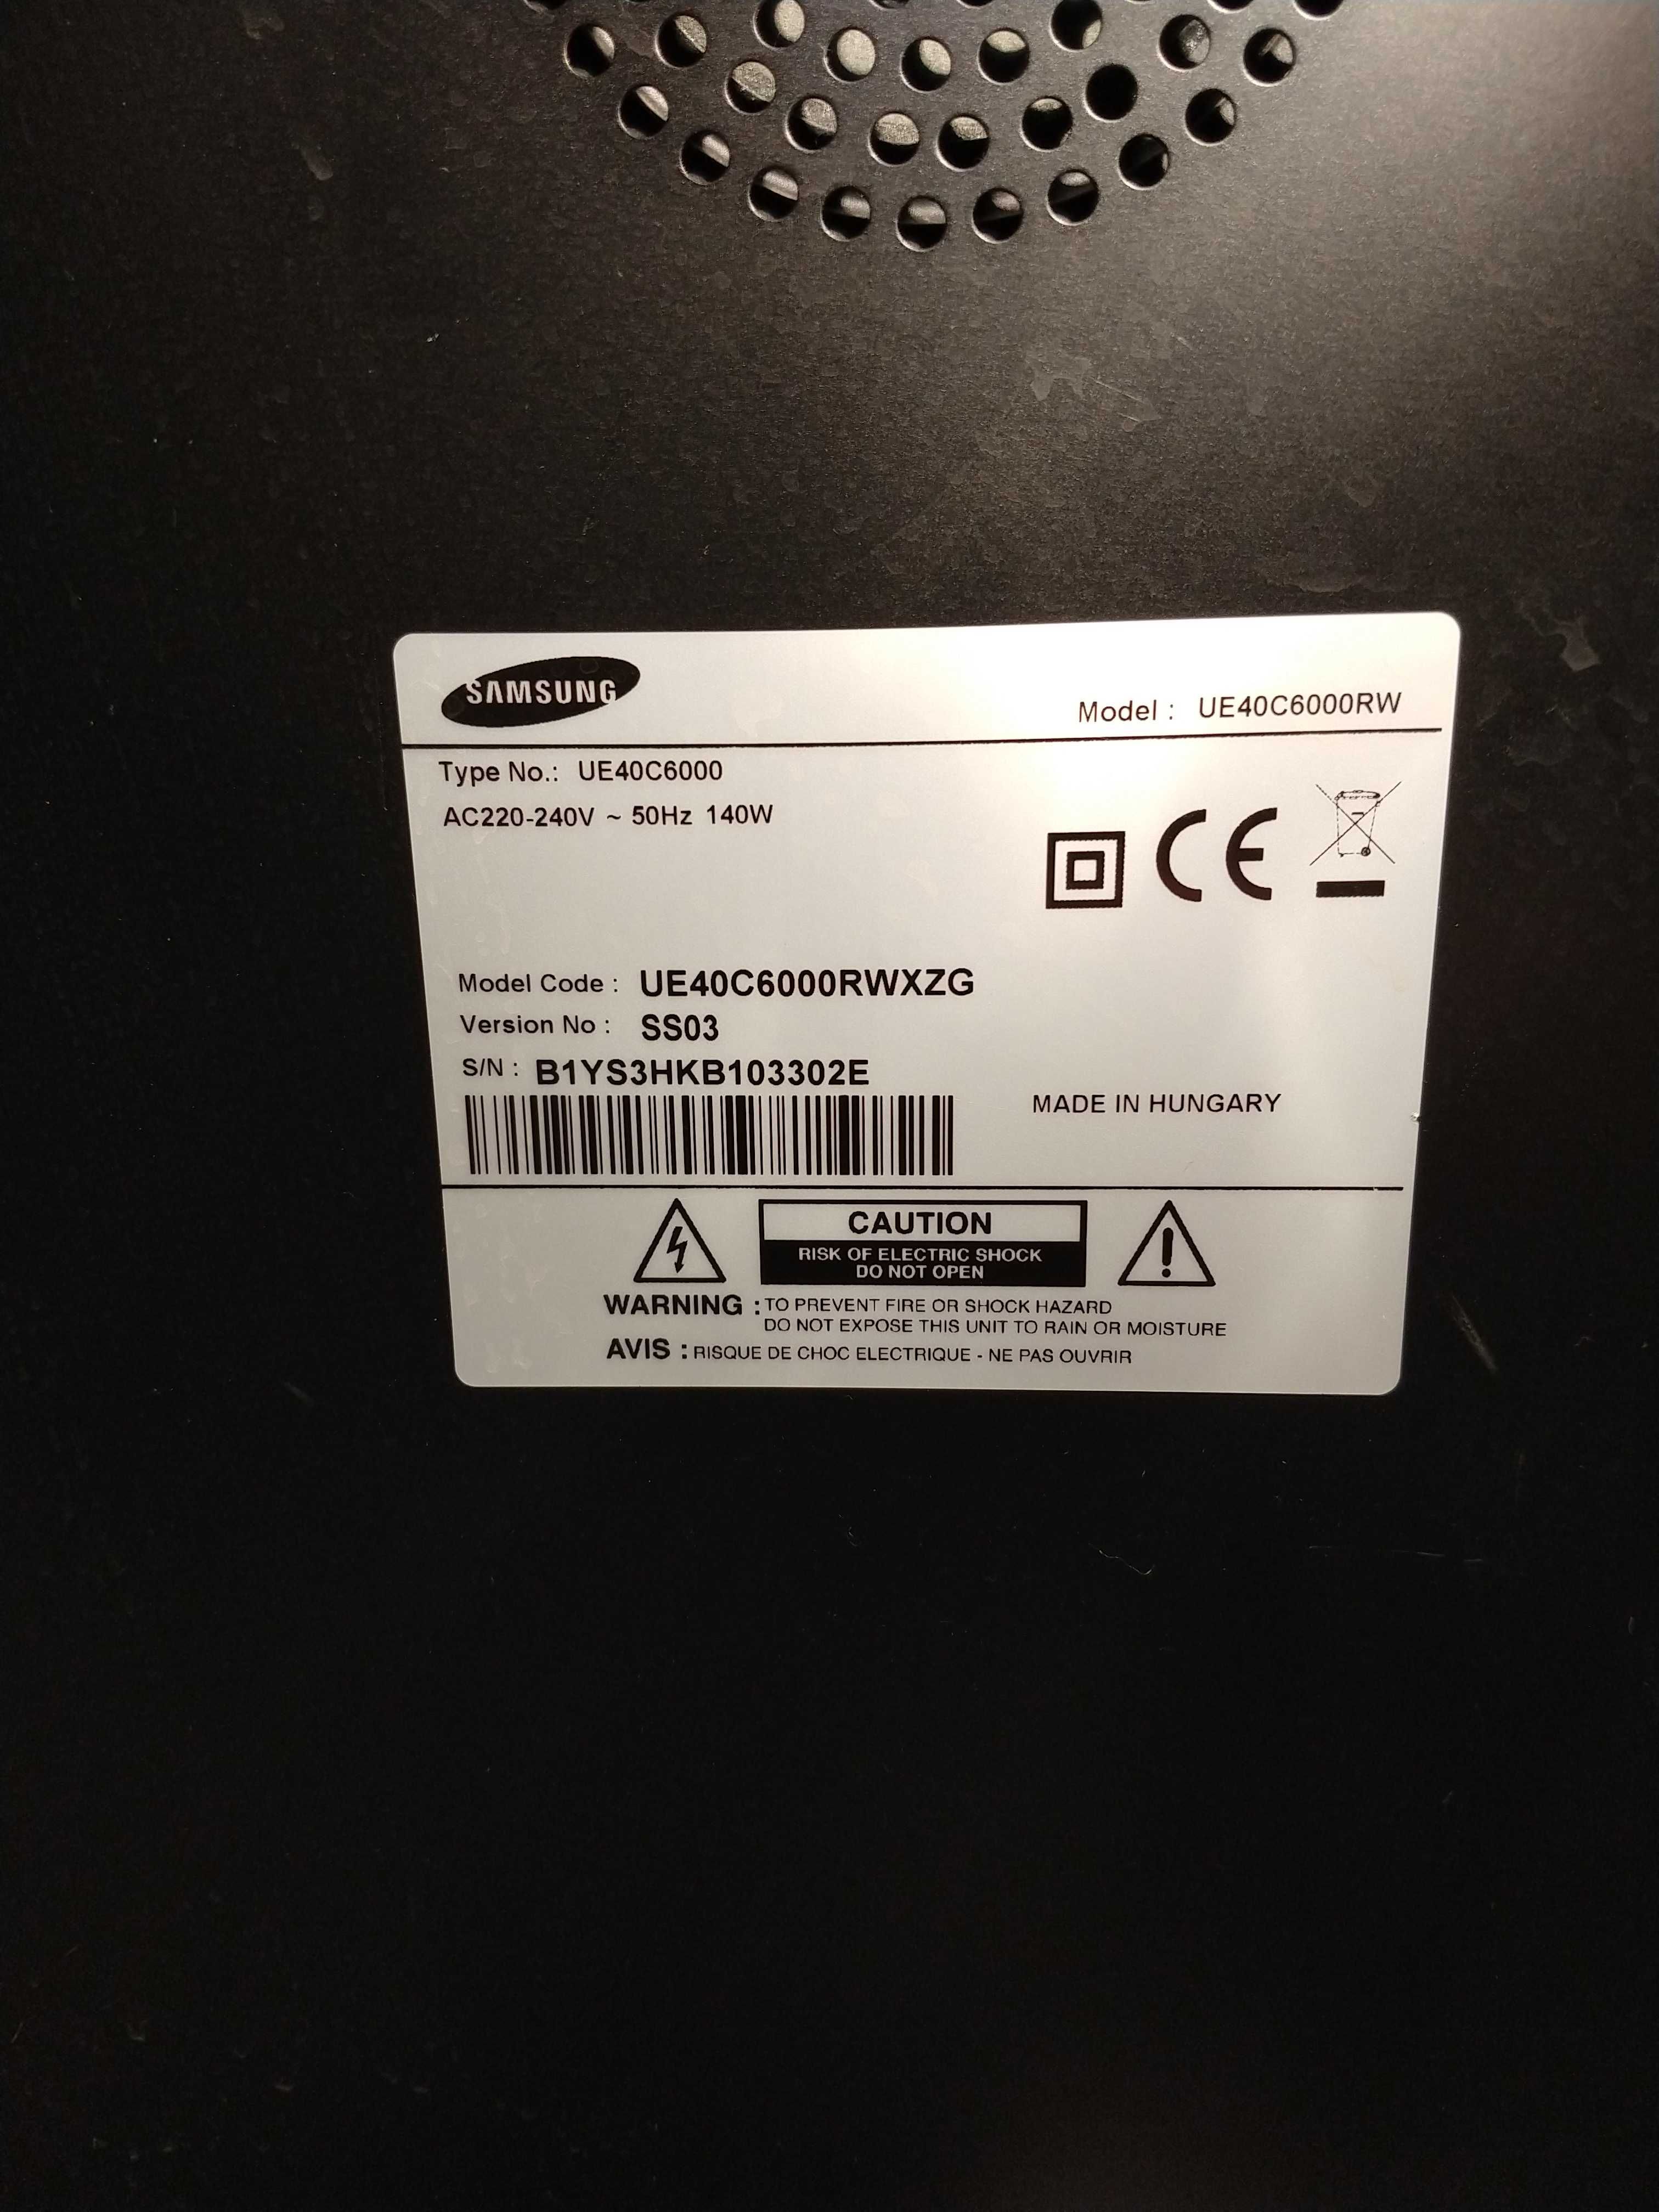 SAMSUNG
Model : UE40C6000RW
Type No.: UE40C6000
AC220-240V ~ 50Hz 140W
CE
Model Code : UE40C6000RWXZG
Version No : SS03
S/N : B1YS3HKB103302E
MADE IN HUNGARY
CAUTION
RISK OF ELECTRIC SHOCK
DO NOT OPEN
WARNING : TO PREVENT FIRE OR SHOCK HAZARD
DO NOT EXPOSE THIS UNIT TO RAIN OR MOISTURE
AVIS : RISQUE DE CHOC ELECTRIQUE - NE PAS OUVRIR